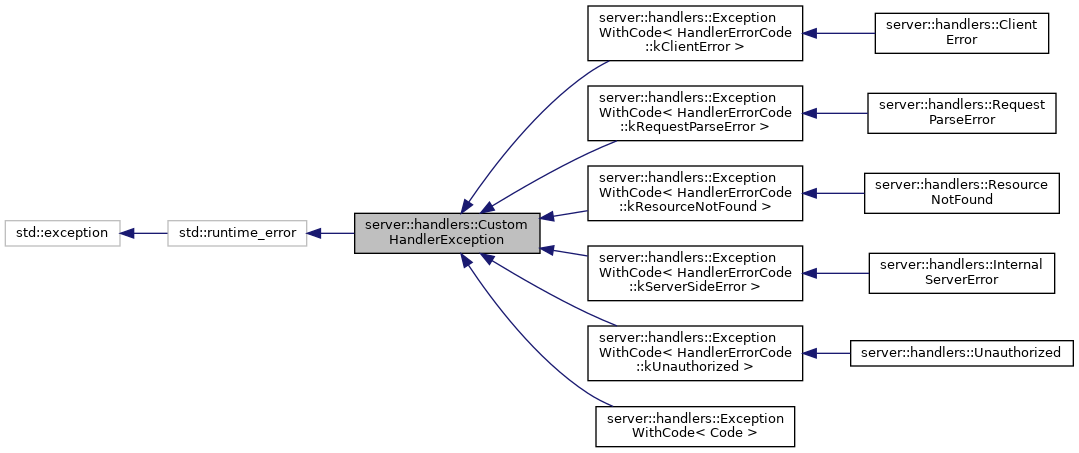 server::handlers::Exception
WithCode< HandlerErrorCode
::kClientError >
server::handlers::Client
Error
server::handlers::Exception
WithCode< HandlerErrorCode
::kRequestParseError >
server::handlers::Request
ParseError
server::handlers::Exception
WithCode< HandlerErrorCode
::kResourceNotFound >
server::handlers::Resource
NotFound
std::exception
std::runtime_error
server::handlers::Custom
HandlerException
server::handlers::Exception
WithCode< HandlerErrorCode
::kServerSideError >
server::handlers::Internal
ServerError
server::handlers::Exception
WithCode< HandlerErrorCode
::kUnauthorized >
server::handlers::Unauthorized
server::handlers::Exception
WithCode< Code >